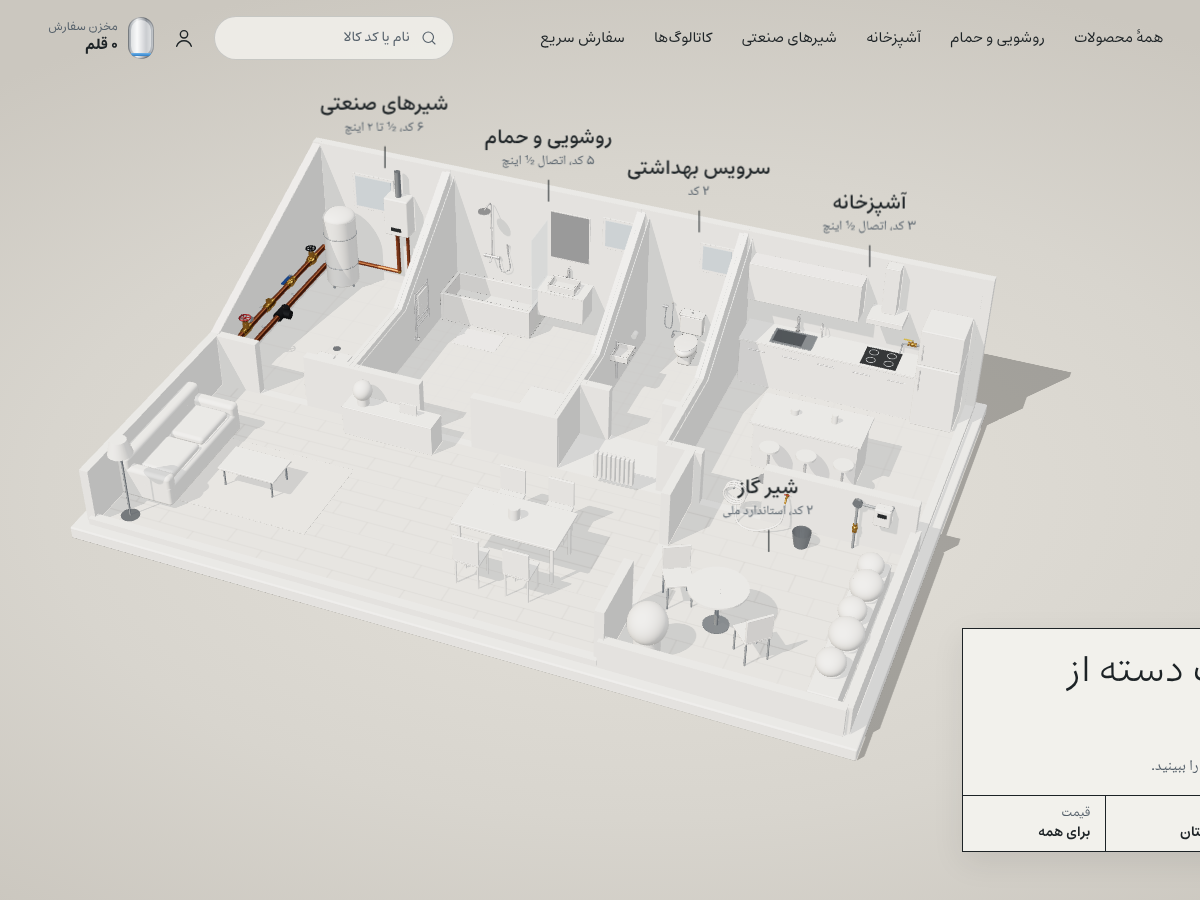 همهٔ محصولات
روشویی و حمام
آشپزخانه
شیرهای صنعتی
کاتالوگ‌ها
سفارش سریع
نام یا کد کالا
مخزن سفارش
۰ قلم
شیرهای صنعتی
۶ کد، ½ تا ۲ اینچ
روشویی و حمام
۵ کد، اتصال ½ اینچ
سرویس بهداشتی
۲ کد
آشپزخانه
۳ کد، اتصال ½ اینچ
شیر گاز
۲ کد، استاندارد ملی
دسته از
را ببینید.
قیمت
برای همه